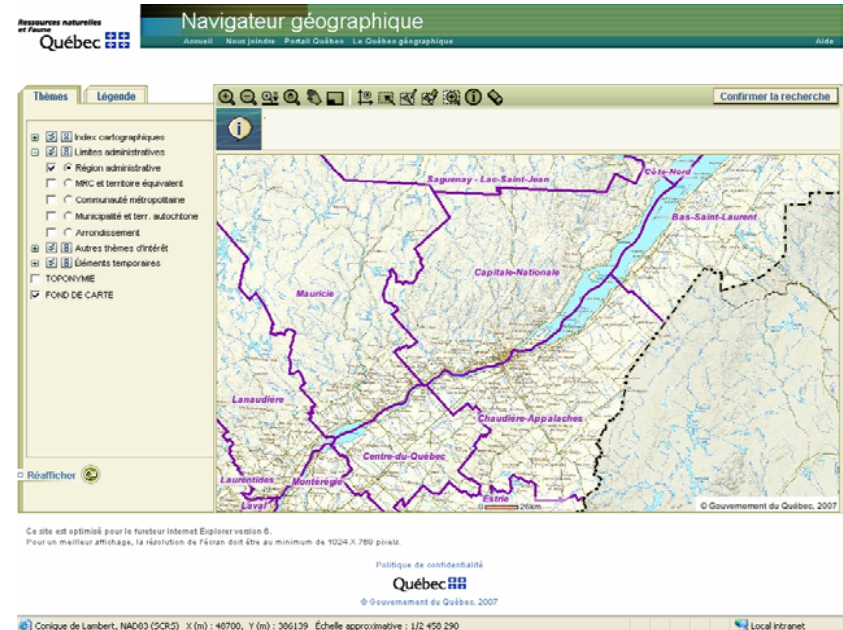 Ressources naturelles
et Faune
Québec
Navigateur géographique
Accueil Nous joindre Portail Québec Le Québec géographique
Aide
Thèmes Légende
Confirmer la recherche
Index cartographiques
Limites administratives
Région administrative
MRC et territoire équivalent
Communauté métropolitaine
Municipalité et terr. autochtone
Arrondissement
Autres thèmes d'intérêt
Éléments temporaires
TOPONYMIE
FOND DE CARTE
Réafficher
Saguenay - Lac-Saint-Jean
Côte-Nord
Bas-Saint-Laurent
Capitale-Nationale
Mauricie
Lanaudière
Chaudière-Appalaches
Centre-du-Québec
Laurentides
Montérégie
Laval
Estrie
0 26km
© Gouvernement du Québec, 2007
Ce site est optimisé pour le fureteur Internet Explorer version 6.
Pour un meilleur affichage, la résolution de l'écran doit être au minimum de 1024 X 768 pixels.
Politique de confidentialité
Québec
© Gouvernement du Québec, 2007
Conique de Lambert, NAD83 (SCRS) X (m) : 48700, Y (m) : 386139 Échelle approximative : 1/2 458 290
Local intranet